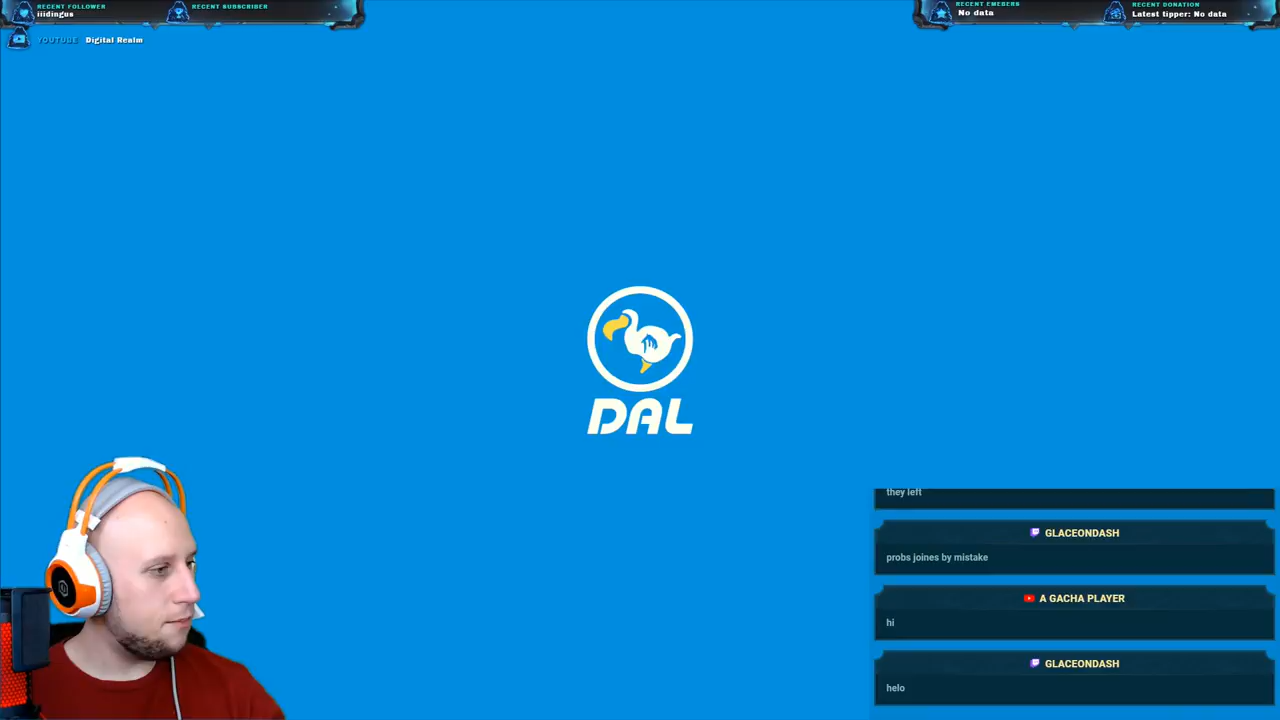 RECENT FOLLOWER
iiidingus
RECENT SUBSCRIBER
RECENT EMEBERS
No data
RECENT DONATION
Latest tipper: No data
YOUTUBE Digital Realm
DAL
they left
GLACEONDASH
probs joines by mistake
A GACHA PLAYER
hi
GLACEONDASH
helo